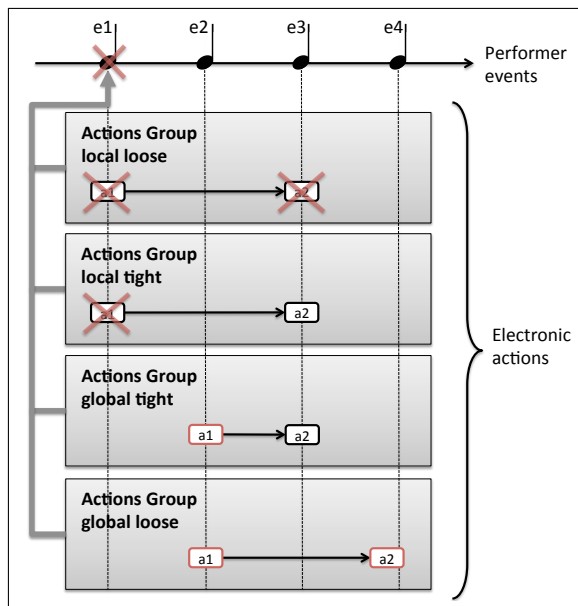 e1 e2 e3 e4
Performer
events
Actions Group
local loose
a1 a2
Actions Group
local tight
a1 a2
Electronic
actions
Actions Group
global tight
a1 a2
Actions Group
global loose
a1 a2